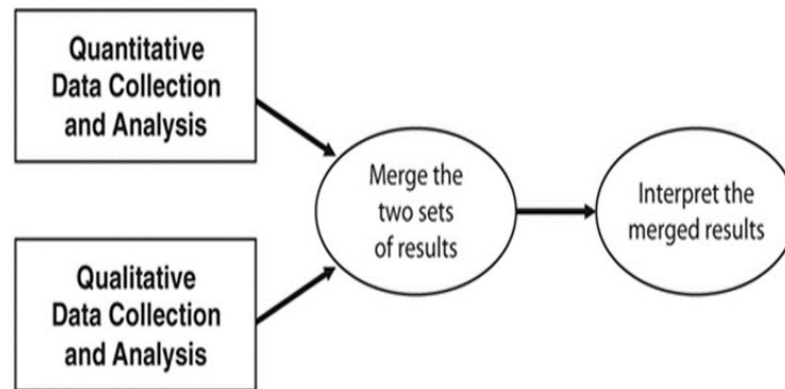 Quantitative
Data Collection
and Analysis
Qualitative
Data Collection
and Analysis
Merge the
two sets
of results
Interpret the
merged results